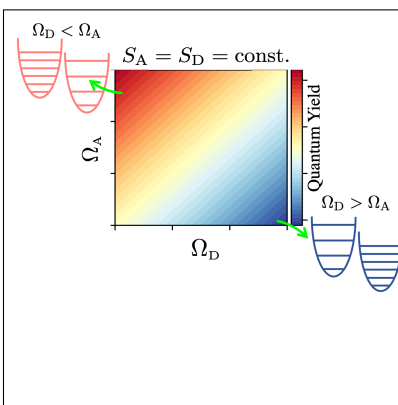 Ω_D < Ω_A
S_A = S_D = const.
Ω_A
Quantum Yield
Ω_D > Ω_A
Ω_D